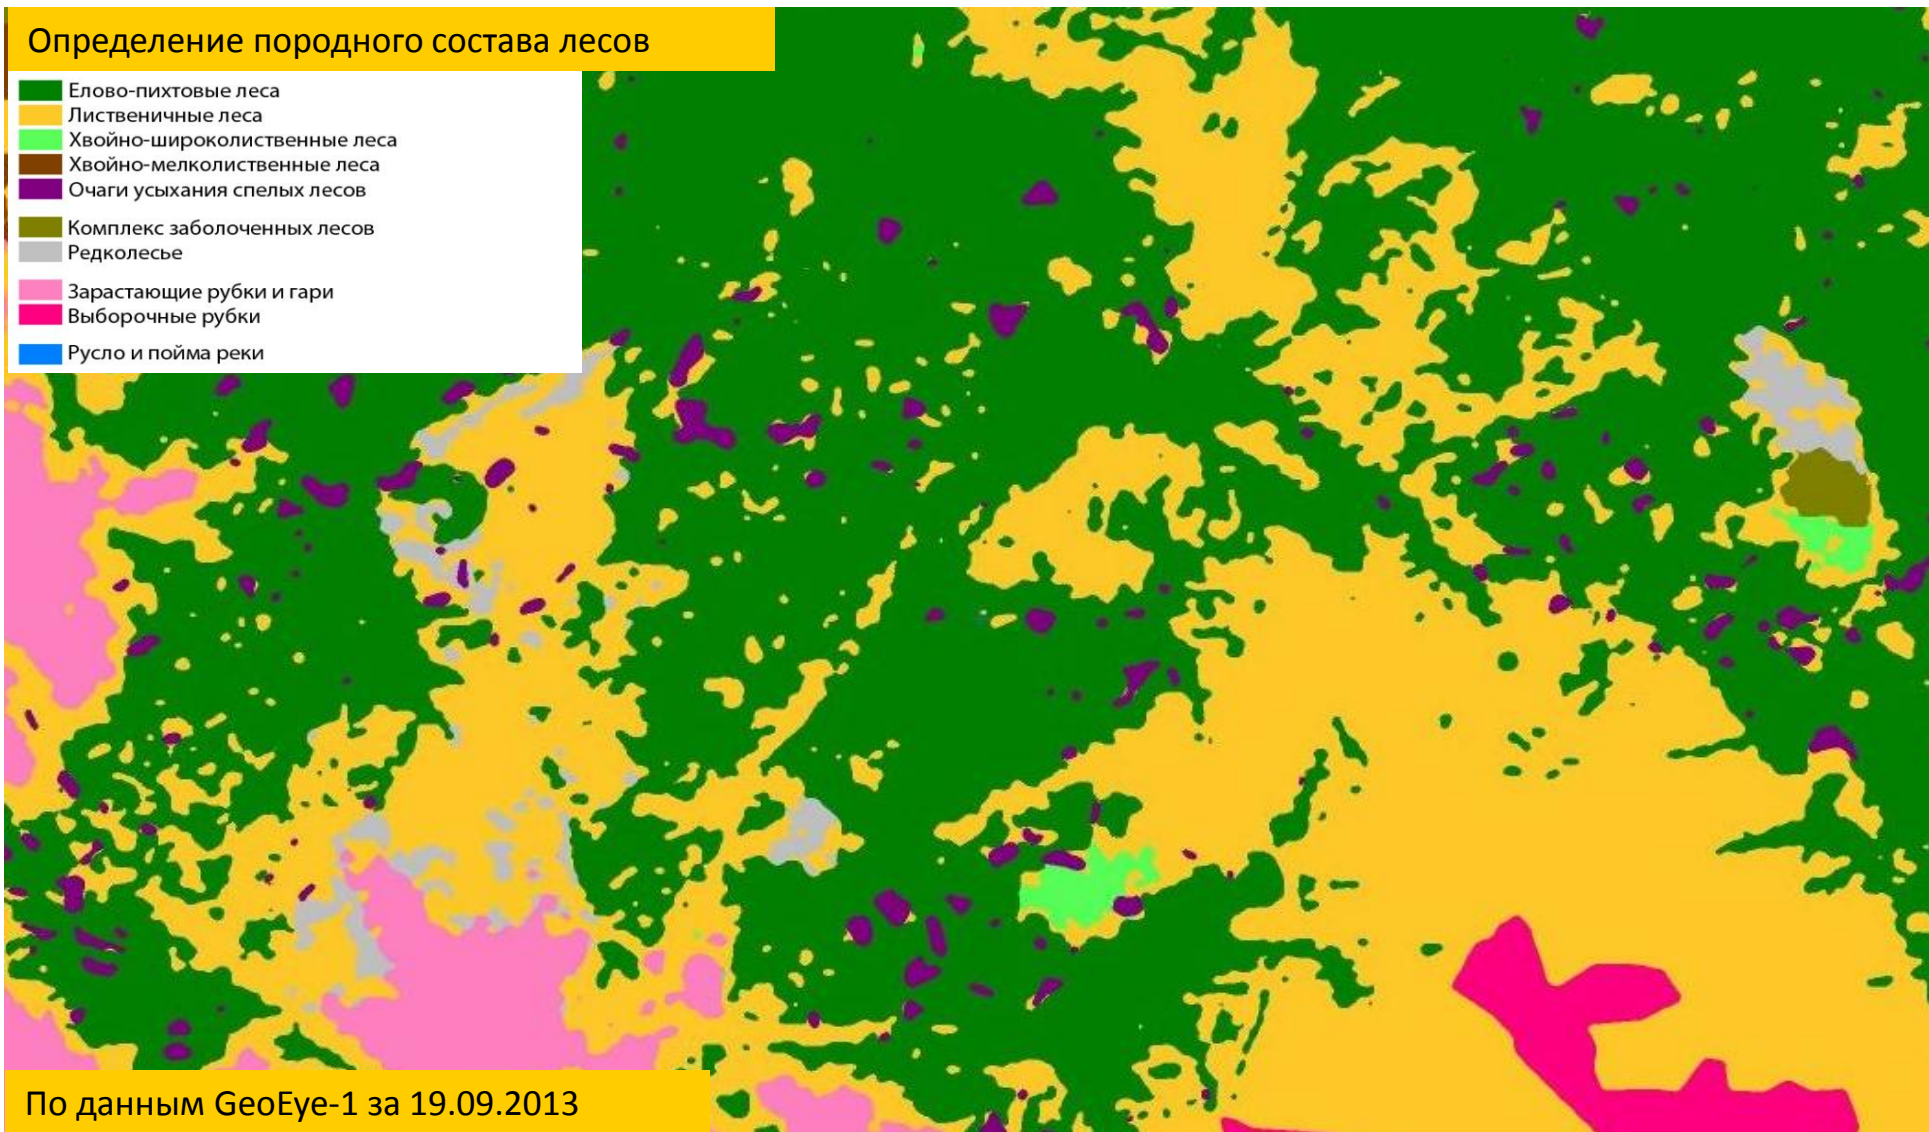 Определение породного состава лесов
Елово-пихтовые леса
Лиственичные леса
Хвойно-широколиственные леса
Хвойно-мелколиственные леса
Очаги усыхания спелых лесов
Комплекс заболоченных лесов
Редколесье
Зарастающие рубки и гари
Выборочные рубки
Русло и пойма реки
По данным GeoEye-1 за 19.09.2013